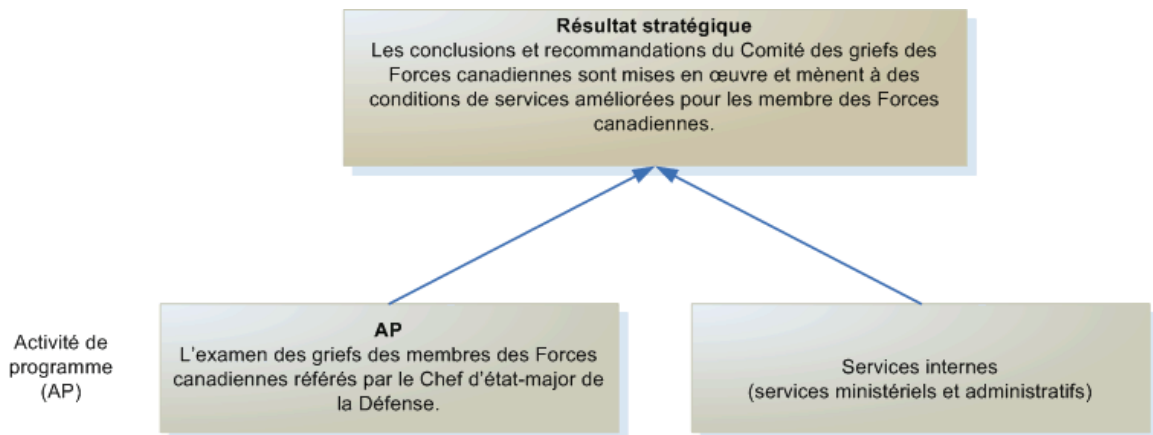 Résultat stratégique
Les conclusions et recommandations du Comité des griefs des
Forces canadiennes sont mises en œuvre et mènent à des
conditions de services améliorées pour les membre des Forces
canadiennes.
Activité de
programme
(AP)
AP
L'examen des griefs des membres des Forces
canadiennes référés par le Chef d'état-major de
la Défense.
Services internes
(services ministériels et administratifs)